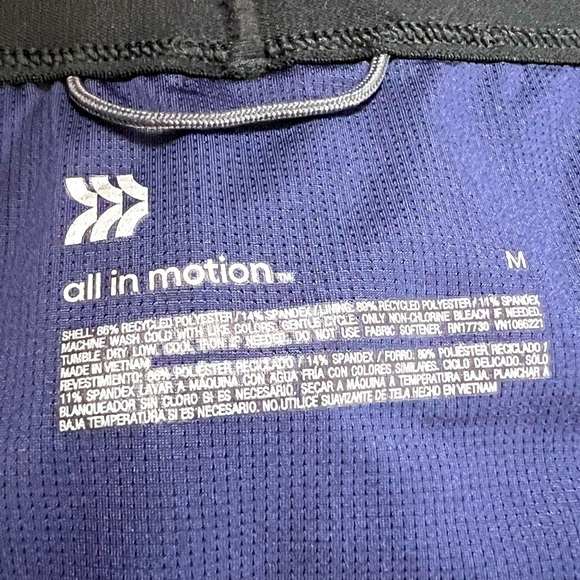 all in motion™
M
SHELL: 86% RECYCLED POLYESTER / 14% SPANDEX / LINING: 89% RECYCLED POLYESTER / 11% SPANDEX
MACHINE WASH COLD WITH LIKE COLORS. GENTLE CYCLE. ONLY NON-CHLORINE BLEACH IF NEEDED.
TUMBLE DRY LOW. COOL IRON IF NEEDED. DO NOT USE FABRIC SOFTENER. RN17730 VN1086221
MADE IN VIETNAM
REVESTIMIENTO: 86% POLIÉSTER RECICLADO / 14% SPANDEX / FORRO: 89% POLIÉSTER RECICLADO /
11% SPANDEX LAVAR A MÁQUINA CON AGUA FRÍA CON COLORES SIMILARES. CICLO DELICADO. SÓLO
BLANQUEADOR SIN CLORO SI ES NECESARIO. SECAR A MÁQUINA A TEMPERATURA BAJA. PLANCHAR A
BAJA TEMPERATURA SI ES NECESARIO. NO UTILICE SUAVIZANTE DE TELA HECHO EN VIETNAM